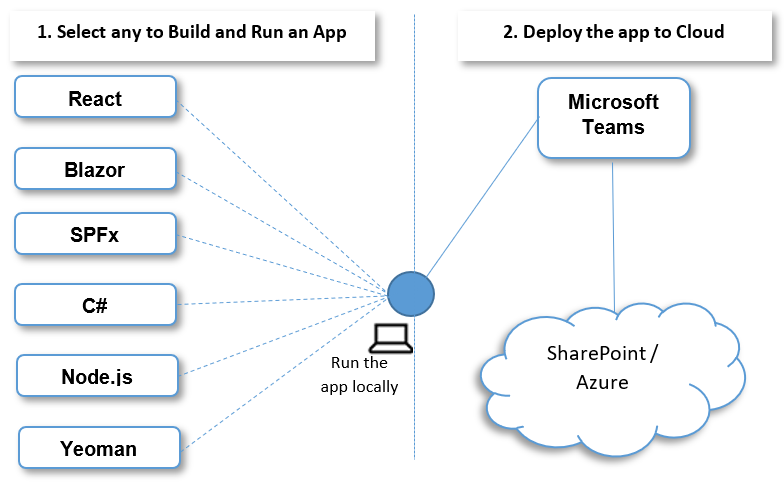 1. Select any to Build and Run an App
React
Blazor
SPFx
C#
Node.js
Yeoman
Run the
app locally
2. Deploy the app to Cloud
Microsoft
Teams
SharePoint /
Azure